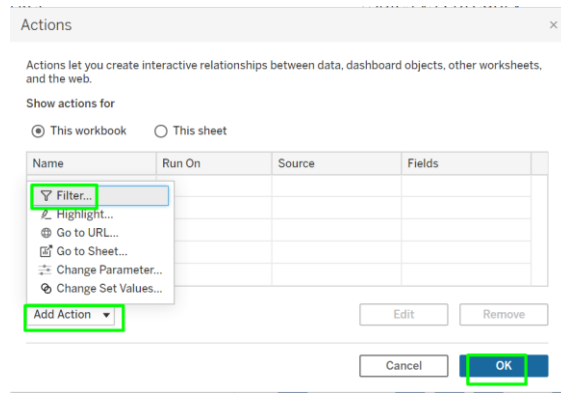 Actions
×
Actions let you create interactive relationships between data, dashboard objects, other worksheets,
and the web.
Show actions for
This workbook This sheet
Name Run On Source Fields
Filter...
Highlight...
Go to URL...
Go to Sheet...
Change Parameter...
Change Set Values...
Add Action Edit Remove
Cancel OK